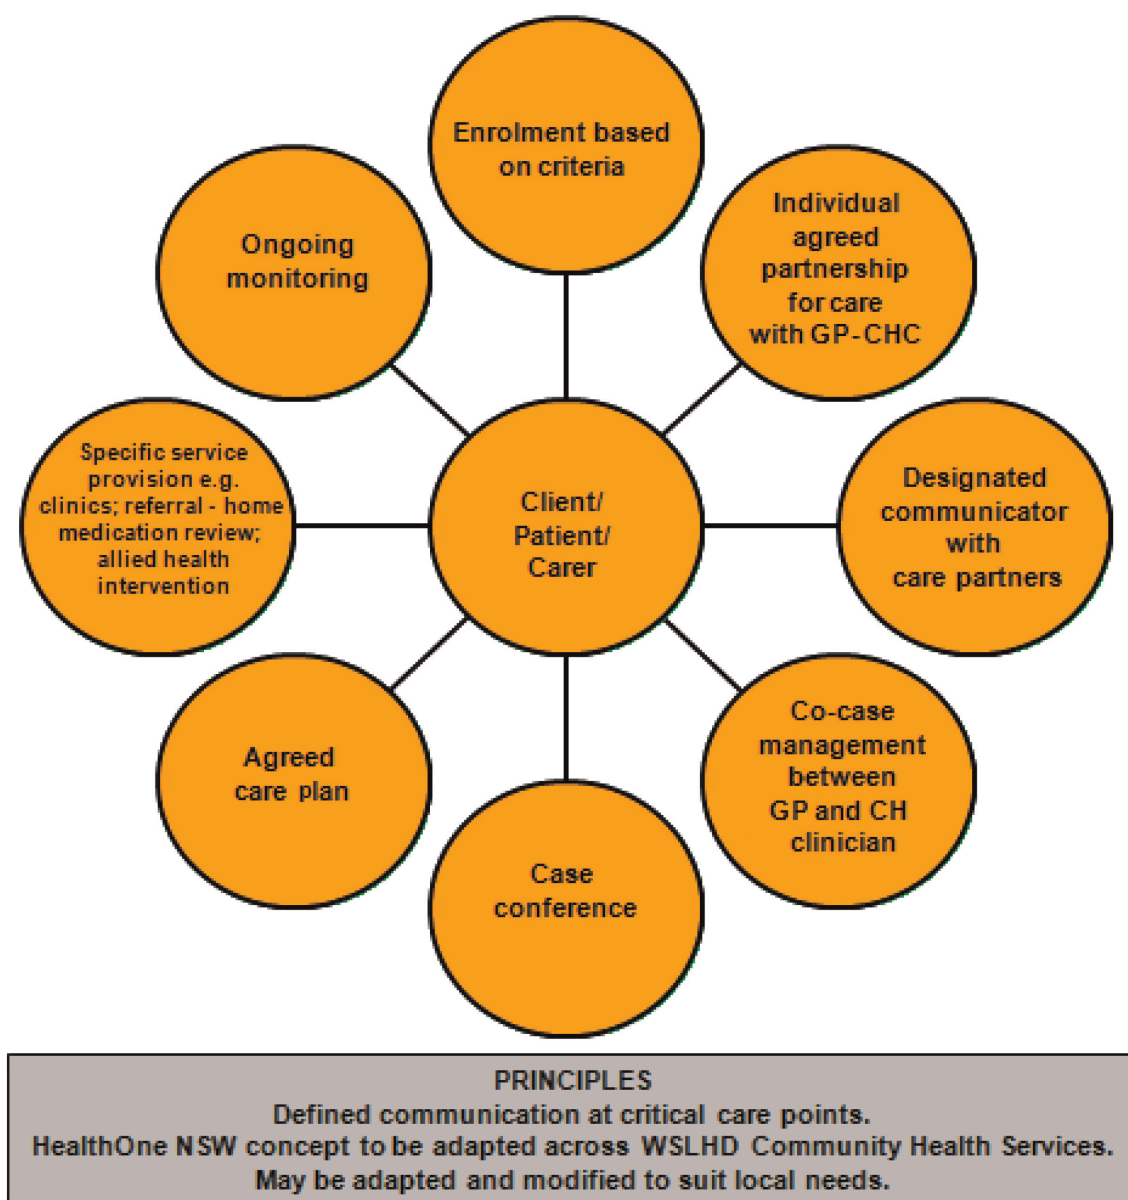 Enrolment based
on criteria
Individual
agreed
partnership
for care
with GP-CHC
Ongoing
monitoring
Specific service
provision e.g.
clinics; referral - home
medication review;
allied health
intervention
Client/
Patient/
Carer
Designated
communicator
with
care partners
Agreed
care plan
Co-case
management
between
GP and CH
clinician
Case
conference
PRINCIPLES
Defined communication at critical care points.
HealthOne NSW concept to be adapted across WSLHD Community Health Services.
May be adapted and modified to suit local needs.